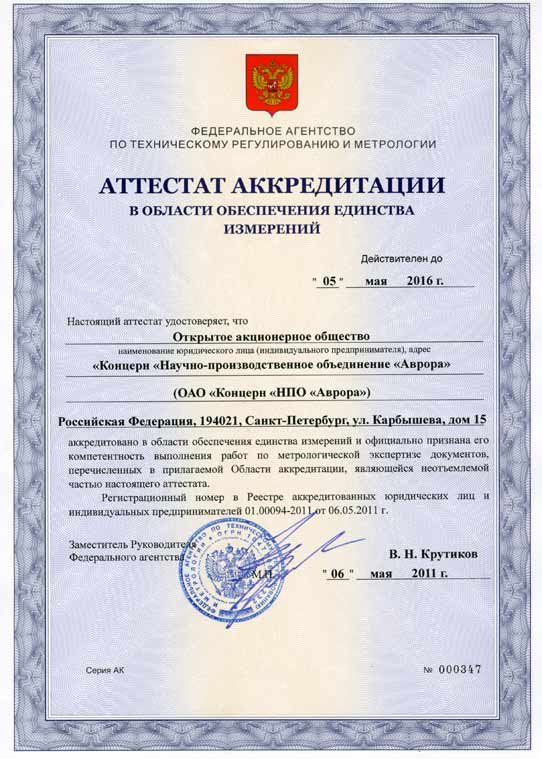 ФЕДЕРАЛЬНОЕ АГЕНТСТВО
ПО ТЕХНИЧЕСКОМУ РЕГУЛИРОВАНИЮ И МЕТРОЛОГИИ
АТТЕСТАТ АККРЕДИТАЦИИ
В ОБЛАСТИ ОБЕСПЕЧЕНИЯ ЕДИНСТВА
ИЗМЕРЕНИЙ
Действителен до
" 05 " мая 2016 г.
Настоящий аттестат удостоверяет, что
Открытое акционерное общество
наименование юридического лица (индивидуального предпринимателя), адрес
«Концерн «Научно-производственное объединение «Аврора»
(ОАО «Концерн «НПО «Аврора»)
Российская Федерация, 194021, Санкт-Петербург, ул. Карбышева, дом 15
аккредитовано в области обеспечения единства измерений и официально признана его
компетентность выполнения работ по метрологической экспертизе документов,
перечисленных в прилагаемой Области аккредитации, являющейся неотъемлемой
частью настоящего аттестата.
Регистрационный номер в Реестре аккредитованных юридических лиц и
индивидуальных предпринимателей 01.00094-2011 от 06.05.2011 г.
Заместитель Руководителя
Федерального агентства
В. Н. Крутиков
М.П.
" 06 " мая 2011 г.
Серия АК
№ 000347